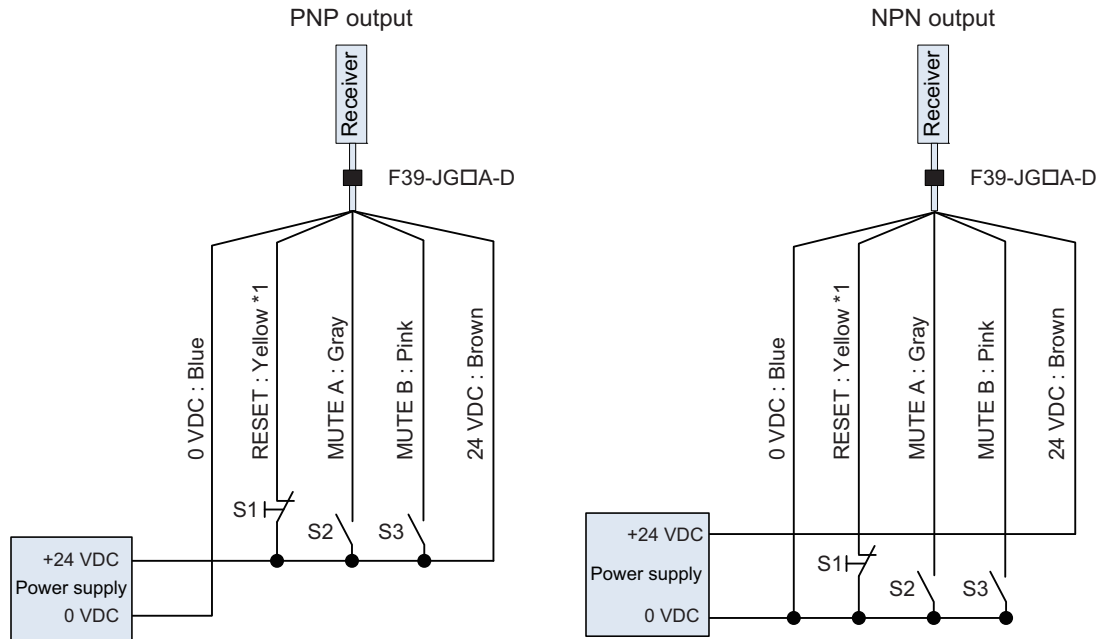 PNP output
Receiver
F39-JG□A-D
0 VDC : Blue
RESET : Yellow *1
MUTE A : Gray
MUTE B : Pink
24 VDC : Brown
S1
S2
S3
+24 VDC
Power supply
0 VDC
NPN output
Receiver
F39-JG□A-D
0 VDC : Blue
RESET : Yellow *1
MUTE A : Gray
MUTE B : Pink
24 VDC : Brown
+24 VDC
Power supply
0 VDC
S1
S2
S3